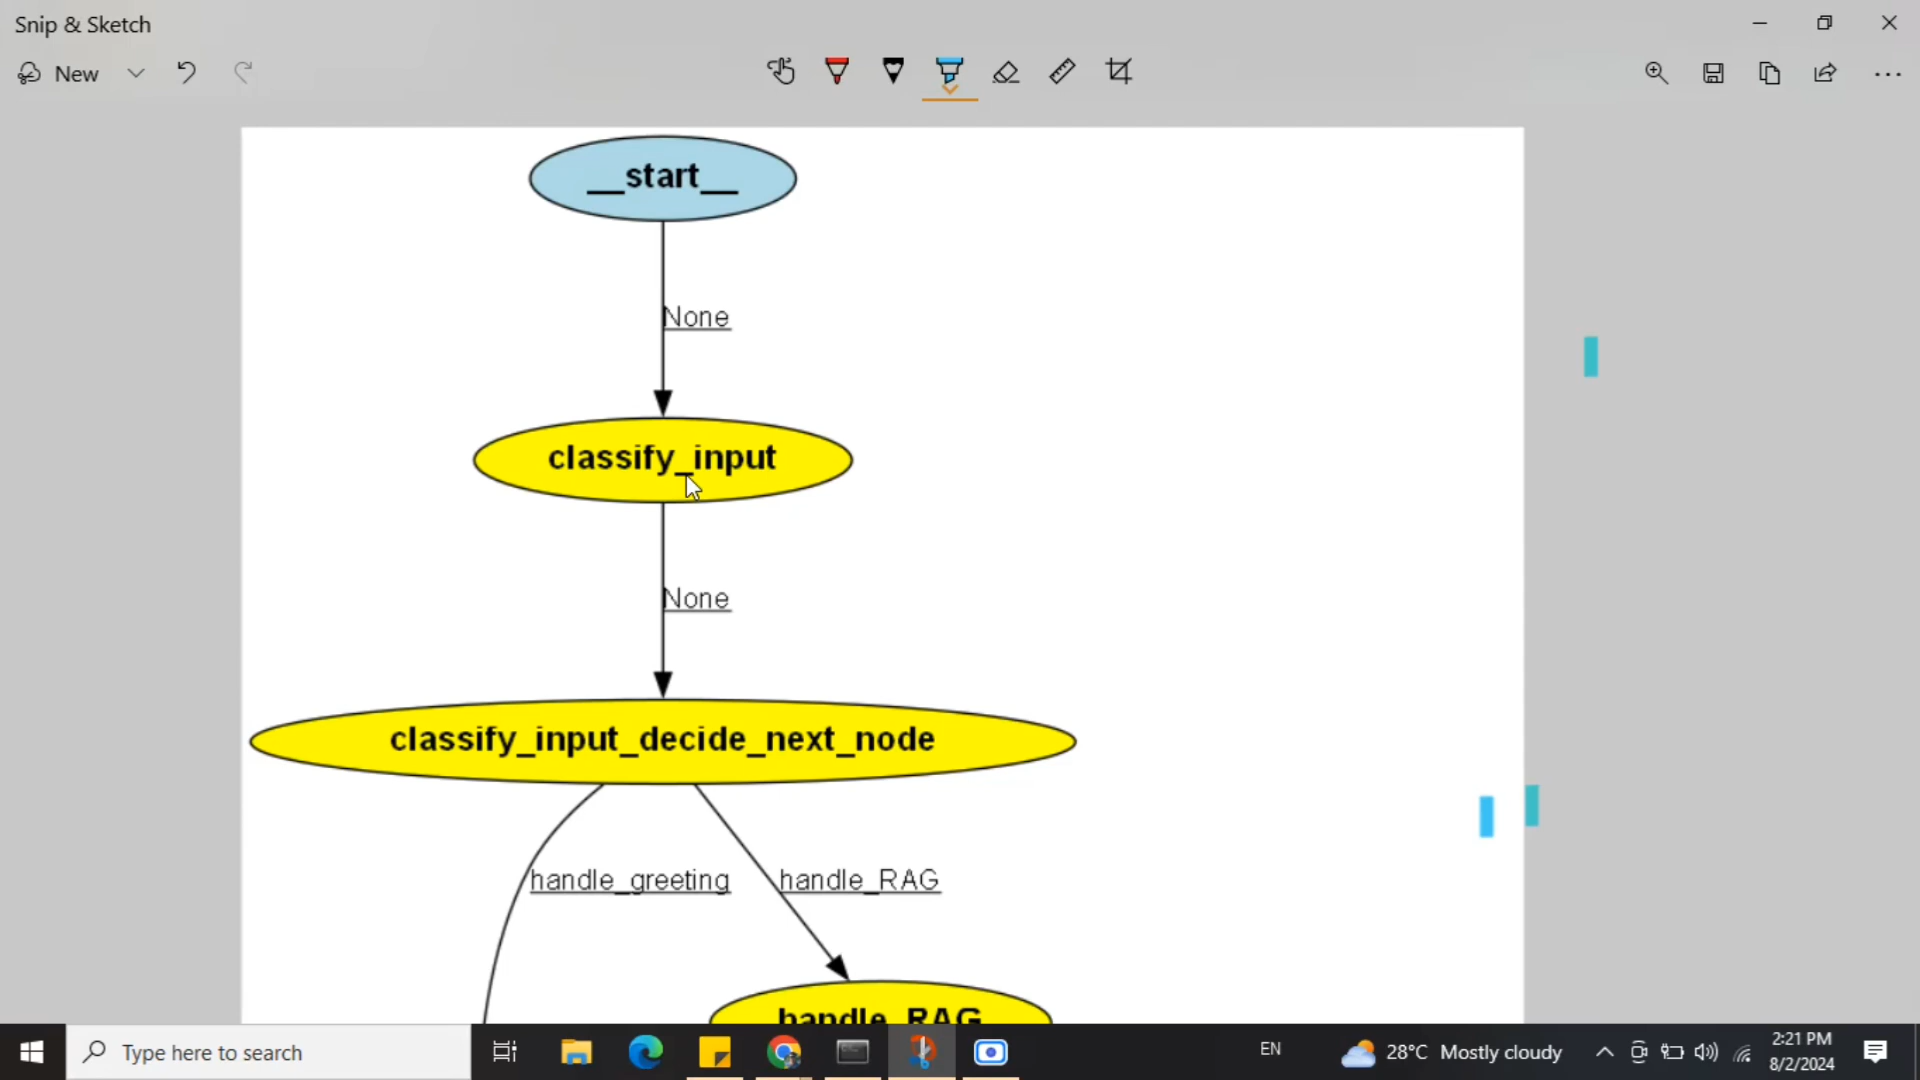 Snip & Sketch
New
__start__
None
classify_input
None
classify_input_decide_next_node
handle_greeting
handle_RAG
handle_RAG
Type here to search
EN
28°C Mostly cloudy
2:21 PM
8/2/2024